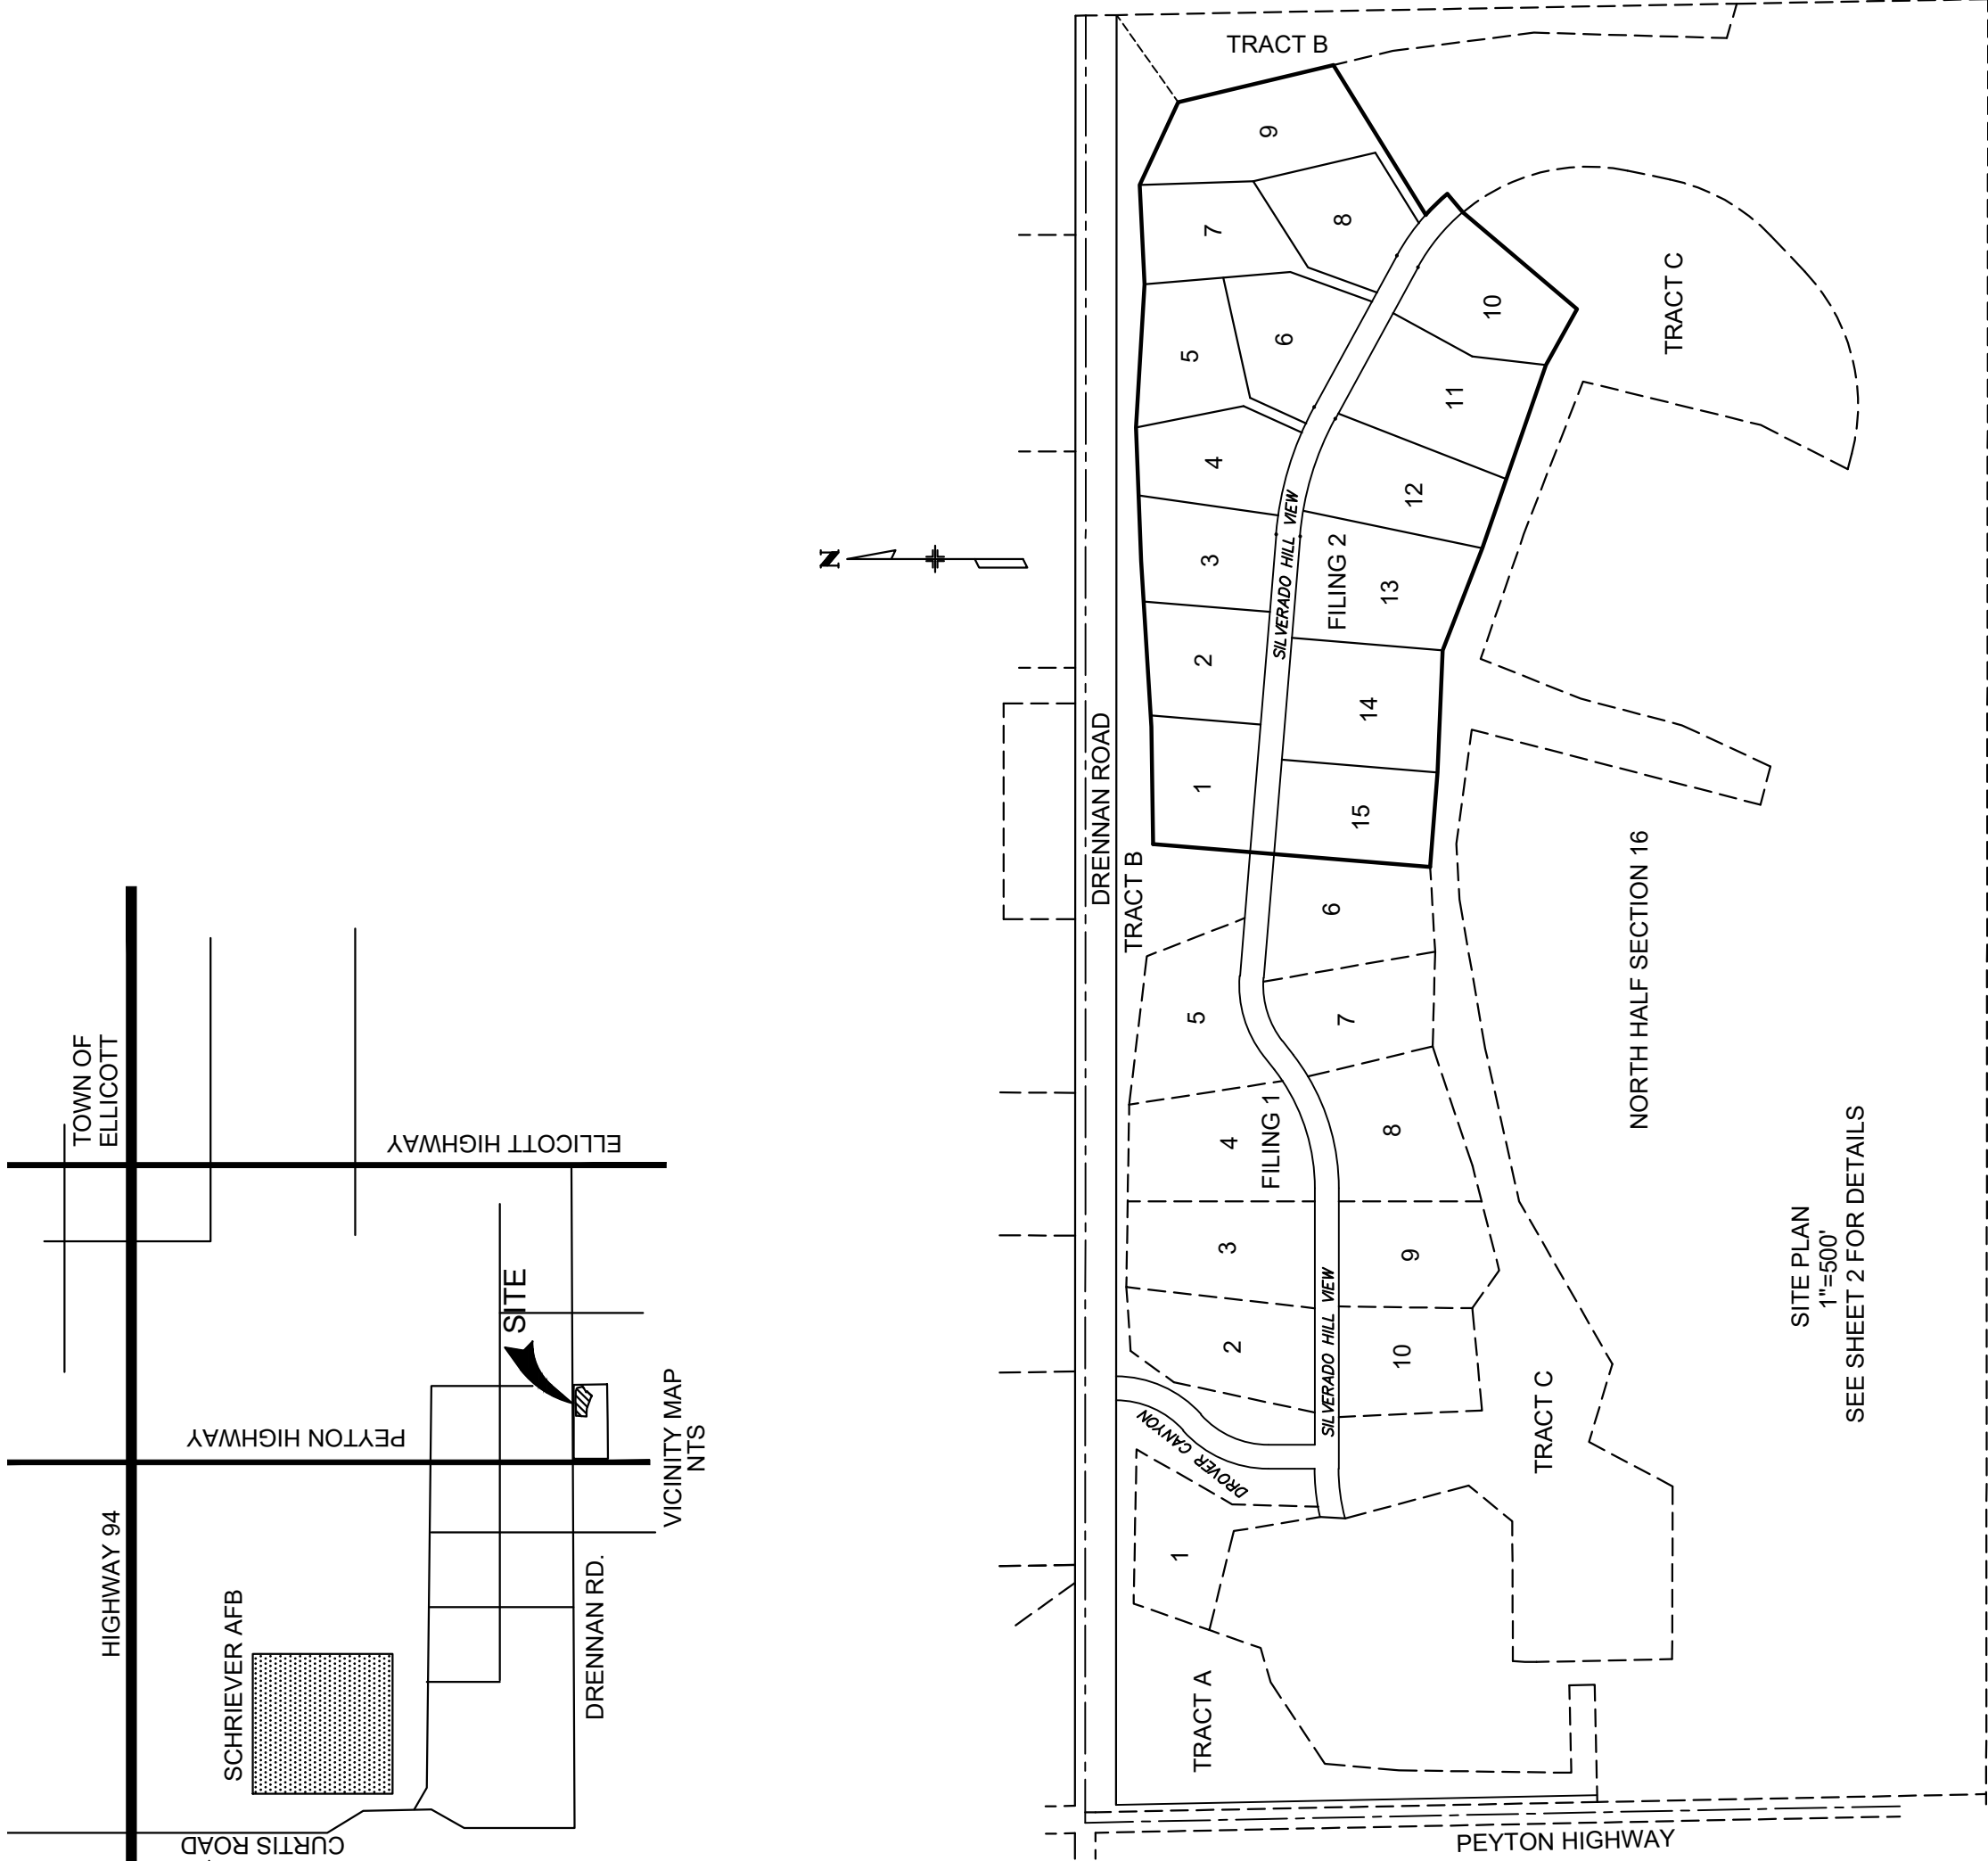 TOWN OF
ELLICOTT
ELLICOTT HIGHWAY
HIGHWAY 94
PEYTON HIGHWAY
SITE
SCHRIEVER AFB
DRENNAN RD.
CURTIS ROAD
VICINITY MAP
NTS
N
DRENNAN ROAD
TRACT B
TRACT B
9
7
8
5
6
4
3
2
1
10
11
12
13
14
15
SILVERADO HILL VIEW
FILING 2
TRACT C
5
6
7
4
8
FILING 1
3
9
2
10
1
SILVERADO HILL VIEW
DROVER CANYON
TRACT A
TRACT C
NORTH HALF SECTION 16
PEYTON HIGHWAY
SITE PLAN
1"=500'
SEE SHEET 2 FOR DETAILS